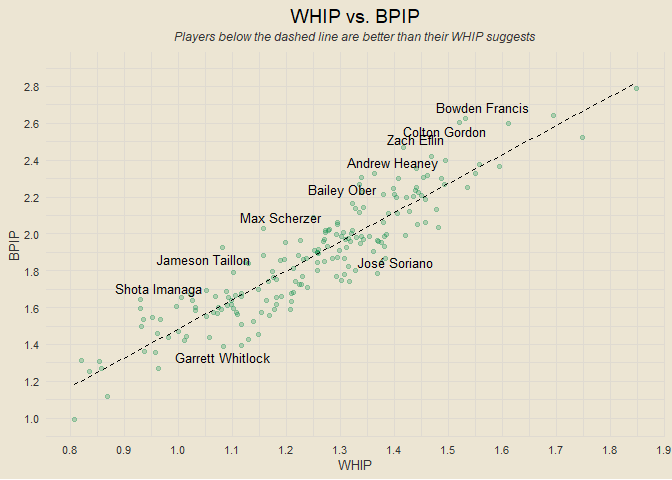 WHIP vs. BPIP
Players below the dashed line are better than their WHIP suggests
BPIP
2.8
2.6
2.4
2.2
2.0
1.8
1.6
1.4
1.2
1.0
Bowden Francis
Colton Gordon
Zach Eflin
Andrew Heaney
Bailey Ober
Max Scherzer
Jameson Taillon
José Soriano
Shota Imanaga
Garrett Whitlock
0.8 0.9 1.0 1.1 1.2 1.3 1.4 1.5 1.6 1.7 1.8 1.9
WHIP